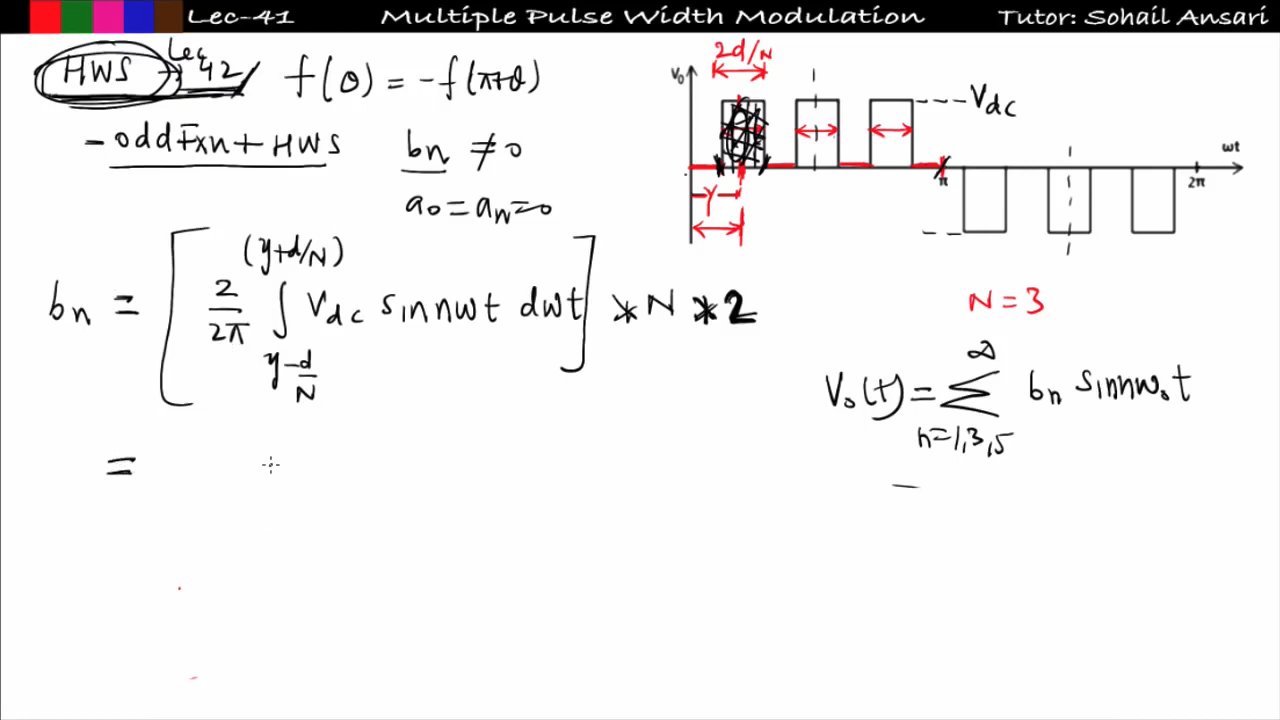 Lec-41 Multiple Pulse Width Modulation Tutor: Sohail Ansari
HWS → Lec 42
f(θ) = -f(π+θ)
- odd Fxn + HWS
bn ≠ 0
a0 = an = 0
bn = [ 2/2π ∫ Vdc sin nwt dwt ] * N * 2
(γ+d/N)
γ-d/N
=
2d/N
V₀
Vdc
ωt
π
2π
γ
N = 3
V₀(t) = ∑ bn sin nω₀t
∞
n=1,3,5